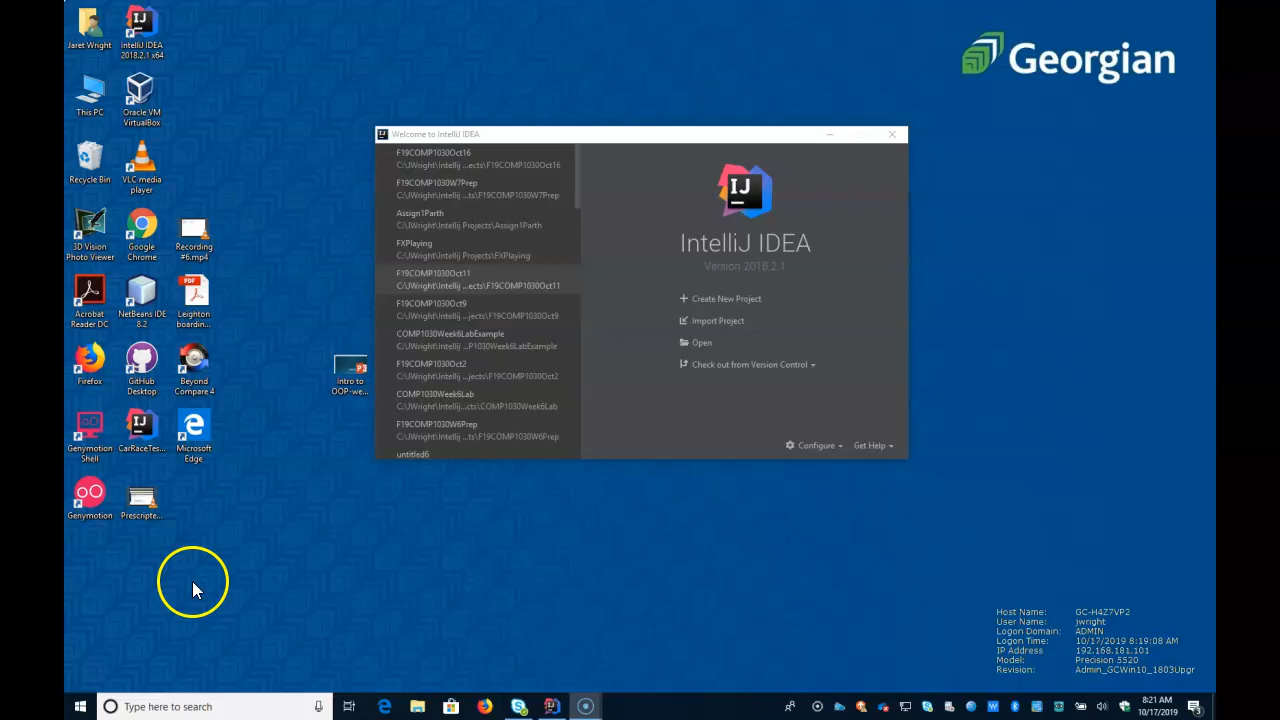 Jaret Wright
IntelliJ IDEA
2018.2.1 x64
This PC
Oracle VM
VirtualBox
Recycle Bin
VLC media
player
3D Vision
Photo Viewer
Google
Chrome
Recording
#6.mp4
Acrobat
Reader DC
NetBeans IDE
8.2
Leighton
boardin...
Firefox
GitHub
Desktop
Beyond
Compare 4
Intro to
OOP-we...
Genymotion
Shell
CarRaceTes...
Microsoft
Edge
Genymotion
Prescripte...
Georgian
Welcome to IntelliJ IDEA
F19COMP1030Oct16
C:\JWright\Intellij ...ects\F19COMP1030Oct16
F19COMP1030W7Prep
C:\JWright\Intellij ...ts\F19COMP1030W7Prep
Assign1Parth
C:\JWright\Intellij Projects\Assign1Parth
FXPlaying
C:\JWright\Intellij Projects\FXPlaying
F19COMP1030Oct11
C:\JWright\Intellij ...ects\F19COMP1030Oct11
F19COMP1030Oct9
C:\JWright\Intellij ...jects\F19COMP1030Oct9
COMP1030Week6LabExample
C:\JWright\Intellij ...P1030Week6LabExample
F19COMP1030Oct2
C:\JWright\Intellij ...jects\F19COMP1030Oct2
COMP1030Week6Lab
C:\JWright\Intellij...cts\COMP1030Week6Lab
F19COMP1030W6Prep
C:\JWright\Intellij ...ts\F19COMP1030W6Prep
untitled6
IJ
IntelliJ IDEA
Version 2018.2.1
Create New Project
Import Project
Open
Check out from Version Control
Configure
Get Help
Host Name: GC-H4Z7VP2
User Name: jwright
Logon Domain: ADMIN
Logon Time: 10/17/2019 8:19:08 AM
IP Address 192.168.181.101
Model: Precision 5520
Revision: Admin_GCWin10_1803Upgr
Type here to search
8:21 AM
10/17/2019